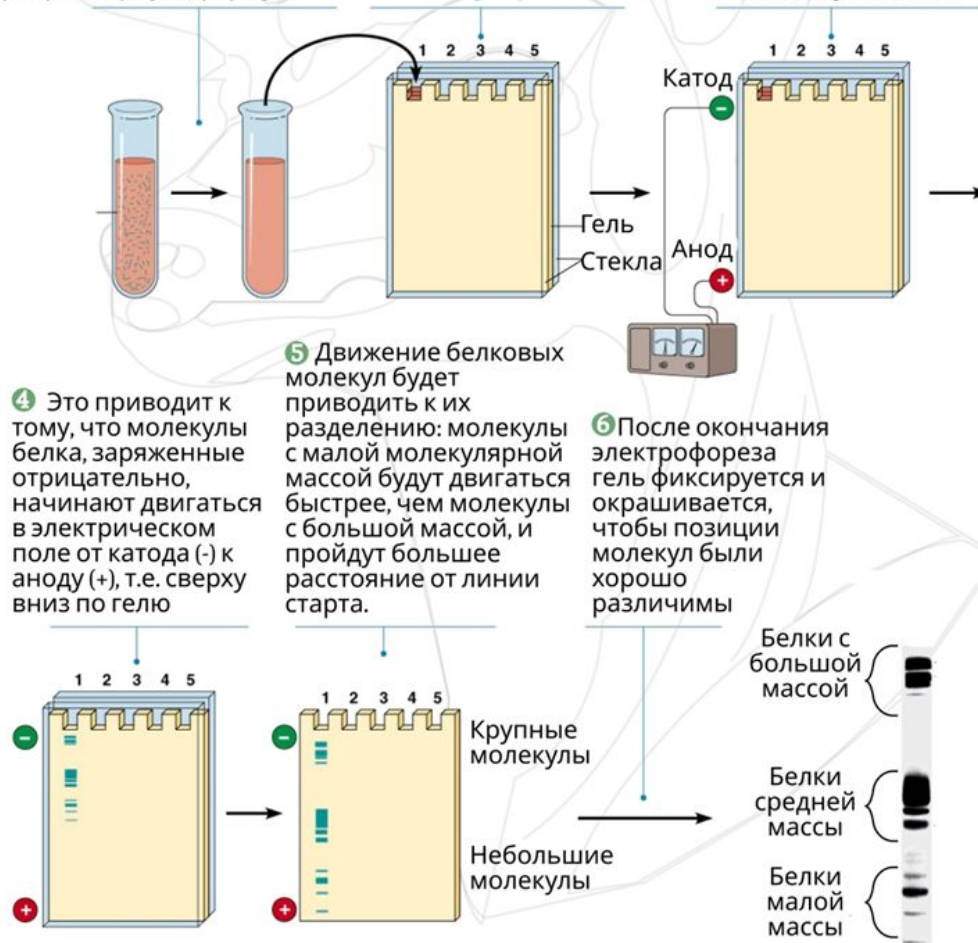 1 2 3 4 5
Гель
Стекла
Катод
−
Анод
+
1 2 3 4 5
4 Это приводит к
тому, что молекулы
белка, заряженные
отрицательно,
начинают двигаться
в электрическом
поле от катода (-) к
аноду (+), т.е. сверху
вниз по гелю
5 Движение белковых
молекул будет
приводить к их
разделению: молекулы
с малой молекулярной
массой будут двигаться
быстрее, чем молекулы
с большой массой, и
пройдут большее
расстояние от линии
старта.
6 После окончания
электрофореза
гель фиксируется и
окрашивается,
чтобы позиции
молекул были
хорошо
различимы
1 2 3 4 5
−
+
1 2 3 4 5
−
+
Крупные
молекулы
Небольшие
молекулы
Белки с
большой
массой
Белки
средней
массы
Белки
малой
массы